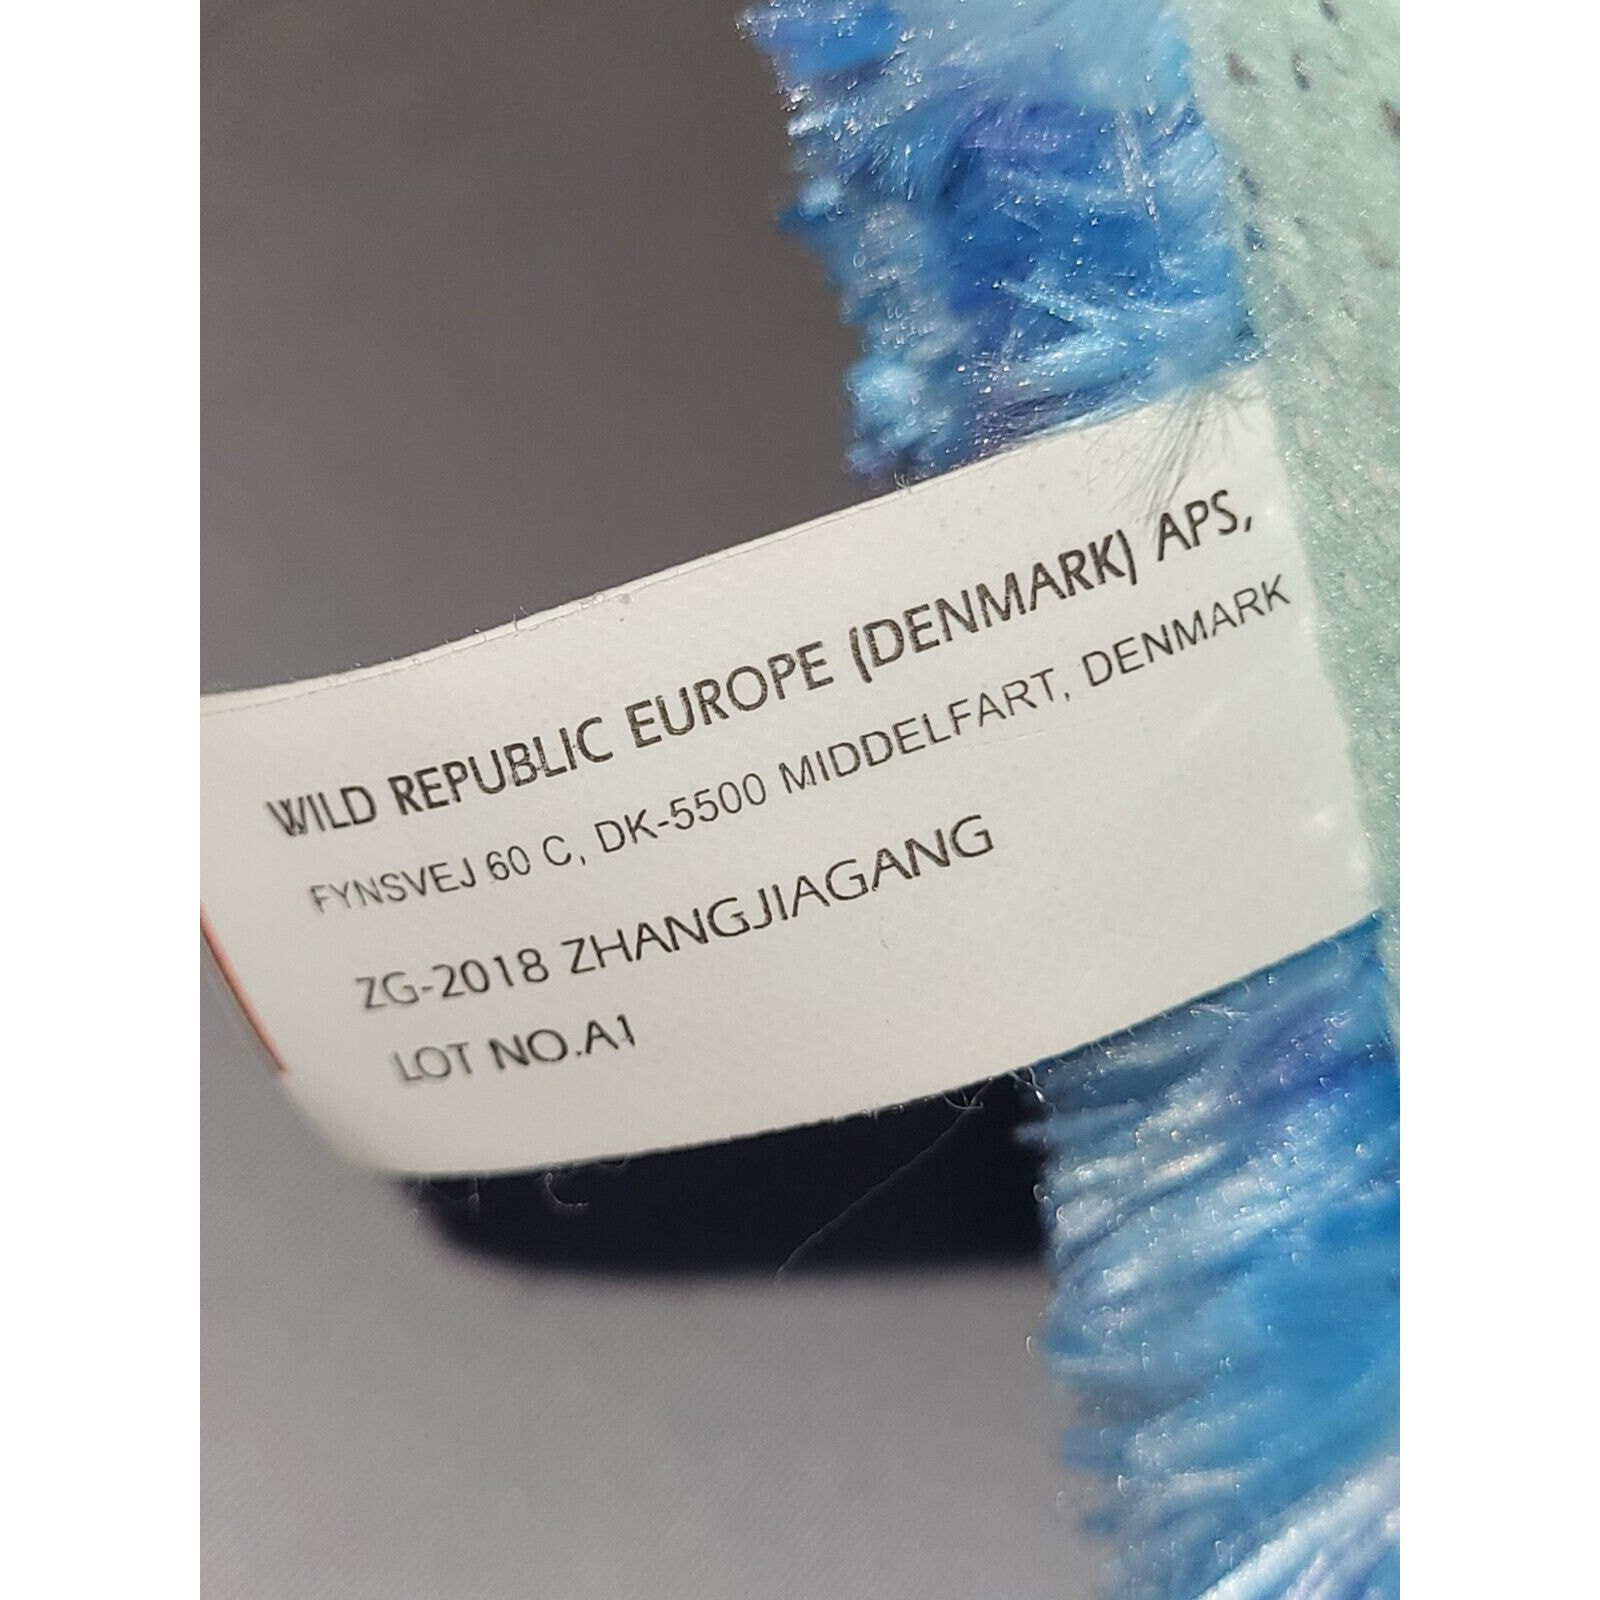 WILD REPUBLIC EUROPE (DENMARK) APS,
FYNSVEJ 60 C, DK-5500 MIDDELFART, DENMARK
ZG-2018 ZHANGJIAGANG
LOT NO.A1